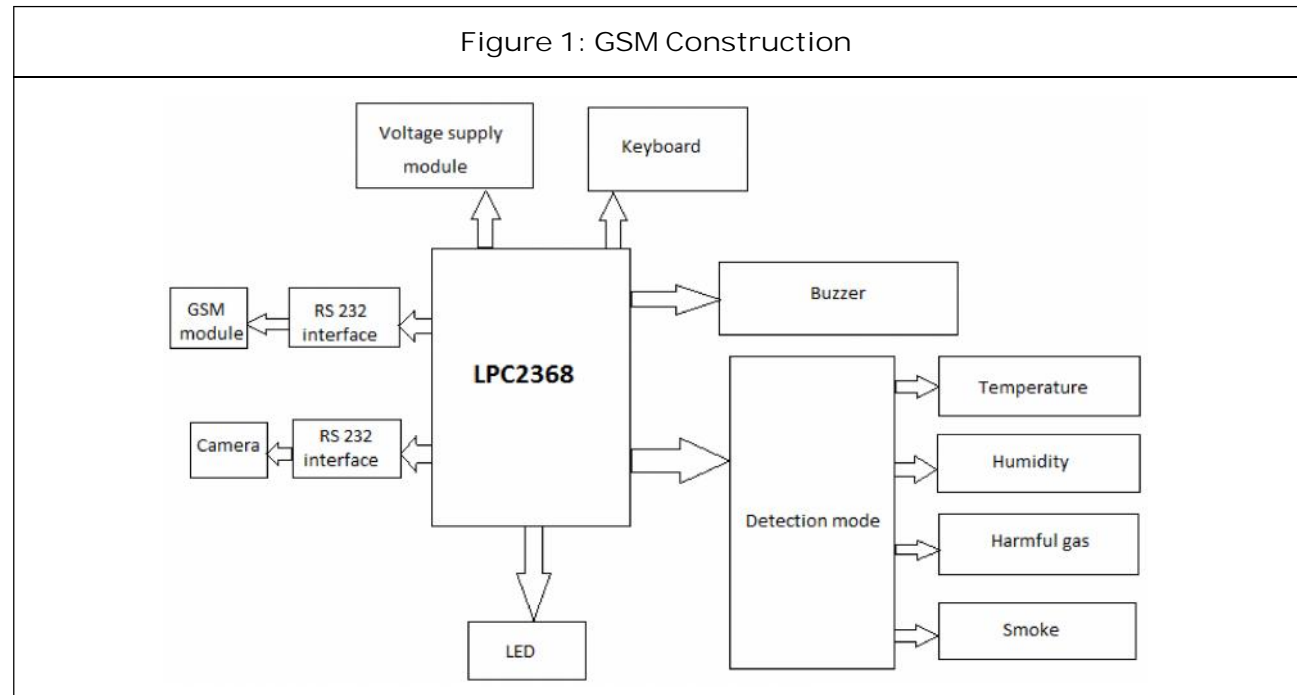 Figure 1: GSM Construction
Voltage supply
module
Keyboard
GSM
module
RS 232
interface
LPC2368
Buzzer
Camera
RS 232
interface
Detection mode
Temperature
Humidity
Harmful gas
Smoke
LED